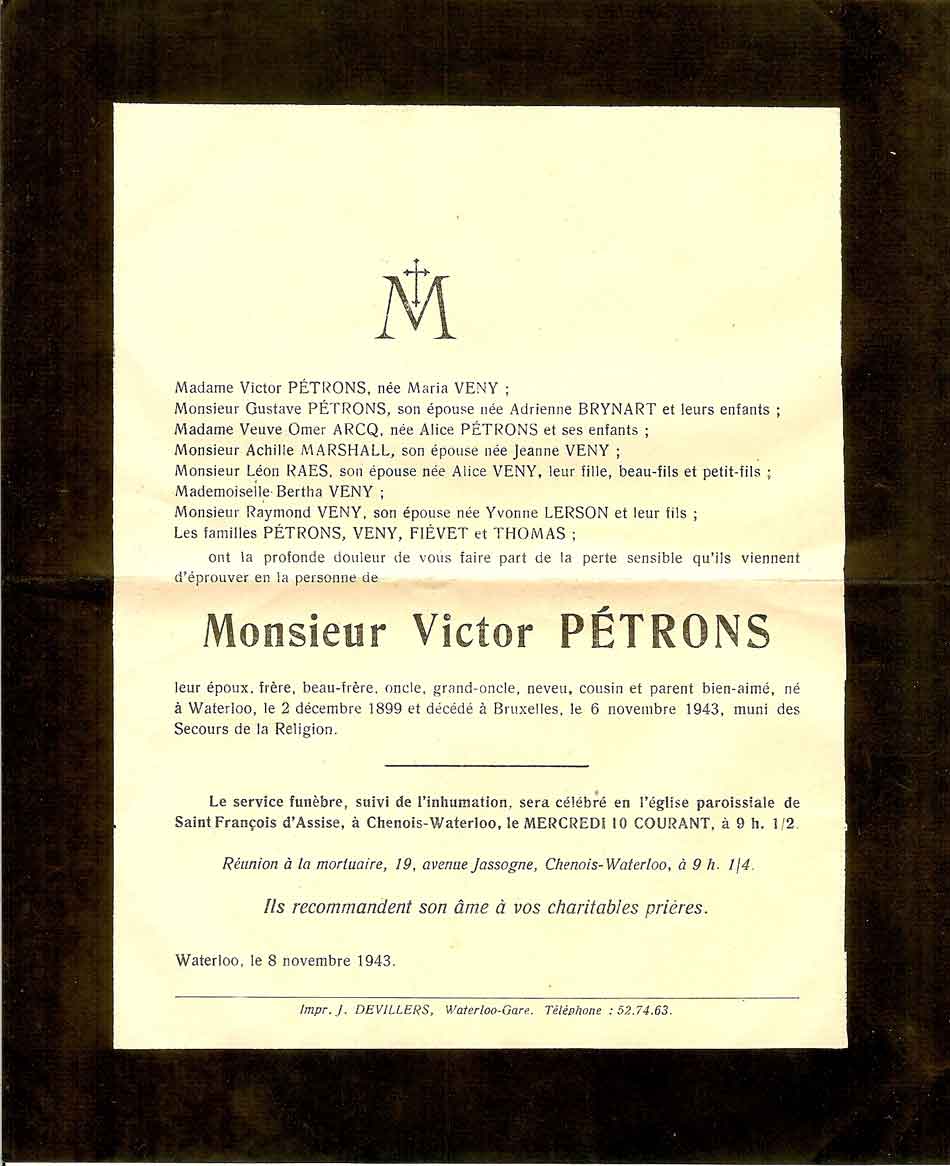 M
Madame Victor PÉTRONS, née Maria VENY ;
Monsieur Gustave PÉTRONS, son épouse née Adrienne BRYNART et leurs enfants ;
Madame Veuve Omer ARCQ, née Alice PÉTRONS et ses enfants ;
Monsieur Achille MARSHALL, son épouse née Jeanne VENY ;
Monsieur Léon RAES, son épouse née Alice VENY, leur fille, beau-fils et petit-fils ;
Mademoiselle Bertha VENY ;
Monsieur Raymond VENY, son épouse née Yvonne LERSON et leur fils ;
Les familles PÉTRONS, VENY, FIÉVET et THOMAS ;
ont la profonde douleur de vous faire part de la perte sensible qu'ils viennent
d'éprouver en la personne de
Monsieur Victor PÉTRONS
leur époux, frère, beau-frère, oncle, grand-oncle, neveu, cousin et parent bien-aimé, né
à Waterloo, le 2 décembre 1899 et décédé à Bruxelles, le 6 novembre 1943, muni des
Secours de la Religion.
Le service funèbre, suivi de l'inhumation, sera célébré en l'église paroissiale de
Saint François d'Assise, à Chenois-Waterloo, le MERCREDI 10 COURANT, à 9 h. 1/2.
Réunion à la mortuaire, 19, avenue Jassogne, Chenois-Waterloo, à 9 h. 1/4.
Ils recommandent son âme à vos charitables prières.
Waterloo, le 8 novembre 1943.
Impr. J. DEVILLERS, Waterloo-Gare. Téléphone : 52.74.63.